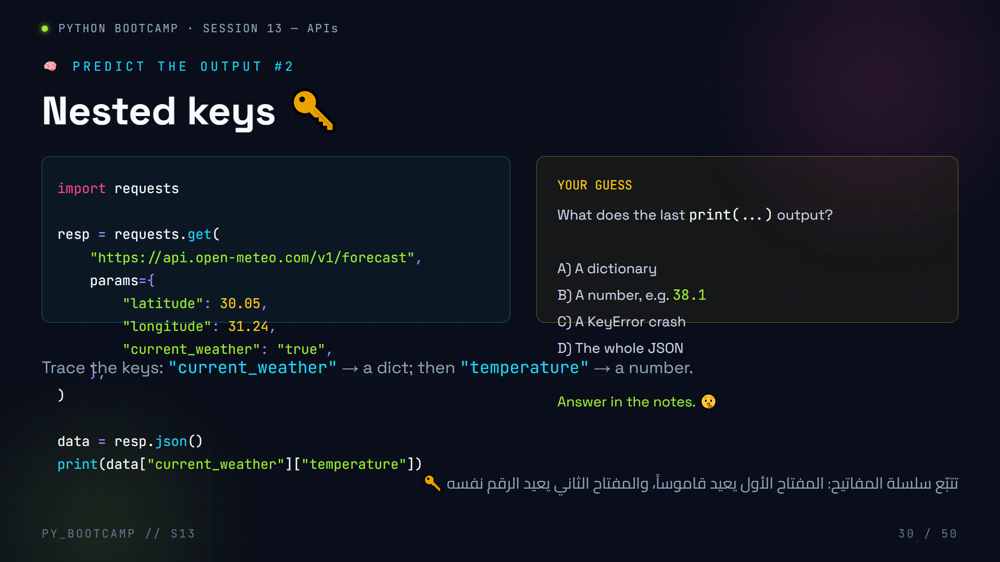 PYTHON BOOTCAMP · SESSION 13 — APIs
🧠 PREDICT THE OUTPUT #2
Nested keys 🔑
import requests
resp = requests.get(
"https://api.open-meteo.com/v1/forecast",
params={
"latitude": 30.05,
"longitude": 31.24,
"current_weather": "true",
},
)
data = resp.json()
print(data["current_weather"]["temperature"])
YOUR GUESS
What does the last print(...) output?
A) A dictionary
B) A number, e.g. 38.1
C) A KeyError crash
D) The whole JSON
Answer in the notes. 🤫
Trace the keys: "current_weather" → a dict; then "temperature" → a number.
تتبّع سلسلة المفاتيح: المفتاح الأول يعيد قاموساً، والمفتاح الثاني يعيد الرقم نفسه 🔑
PY_BOOTCAMP // S13
30 / 50